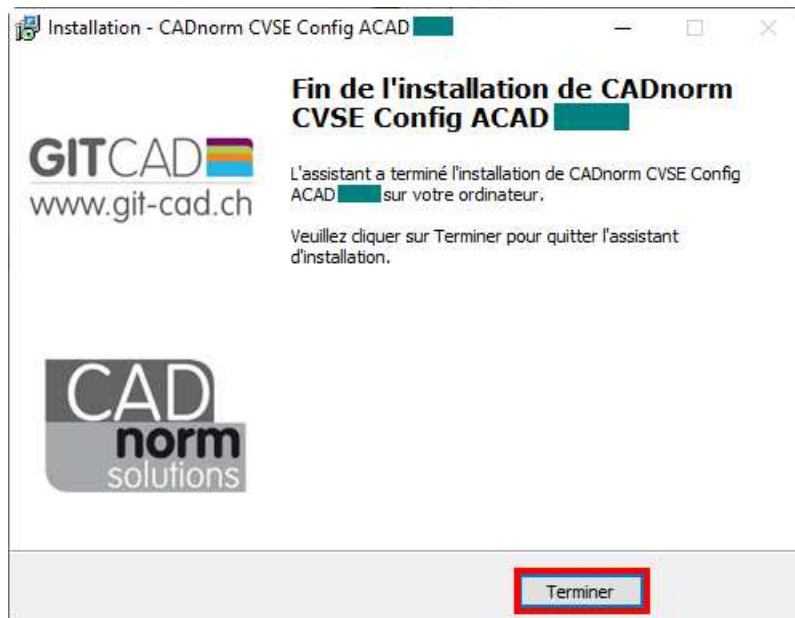 Installation - CADnorm CVSE Config ACAD
Fin de l'installation de CADnorm
CVSE Config ACAD
GITCAD
www.git-cad.ch
L'assistant a terminé l'installation de CADnorm CVSE Config
ACAD sur votre ordinateur.
Veuillez cliquer sur Terminer pour quitter l'assistant
d'installation.
CAD
norm
solutions
Terminer